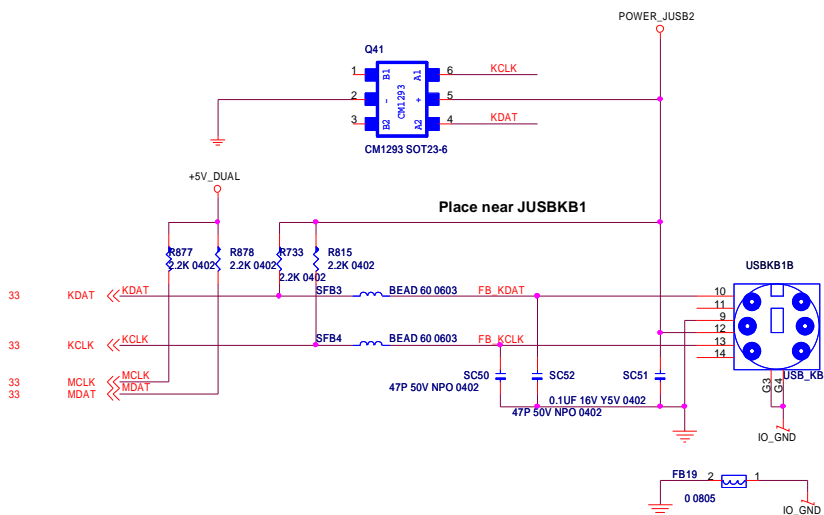 POWER_JUSB2
Q41
1 B1 A1 6 KCLK
2 - CM1293 + 5
3 B2 A2 4 KDAT
CM1293 SOT23-6
+5V_DUAL
Place near JUSBKB1
R877 R878 R733 R815
2.2K 0402 2.2K 0402 2.2K 0402
2.2K 0402
USBKB1B
33 KDAT KDAT SFB3 BEAD 60 0603 FB_KDAT 10
11
9
12
33 KCLK KCLK SFB4 BEAD 60 0603 FB_KCLK 13
14
33 MCLK MCLK SC50 SC52 SC51 USB_KB
33 MDAT MDAT 47P 50V NPO 0402 G3 G4
0.1UF 16V Y5V 0402
47P 50V NPO 0402
IO_GND
FB19 2 1
0 0805
IO_GND